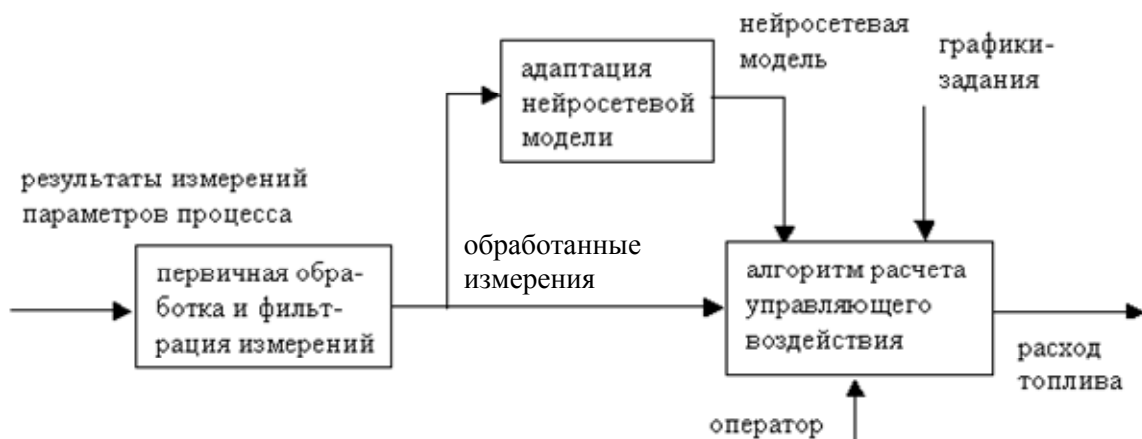 нейросетевая
модель
графики-
задания
адаптация
нейросетевой
модели
результаты измерений
параметров процесса
обработанные
измерения
первичная обра-
ботка и фильт-
рация измерений
алгоритм расчета
управляющего
воздействия
расход
топлива
оператор